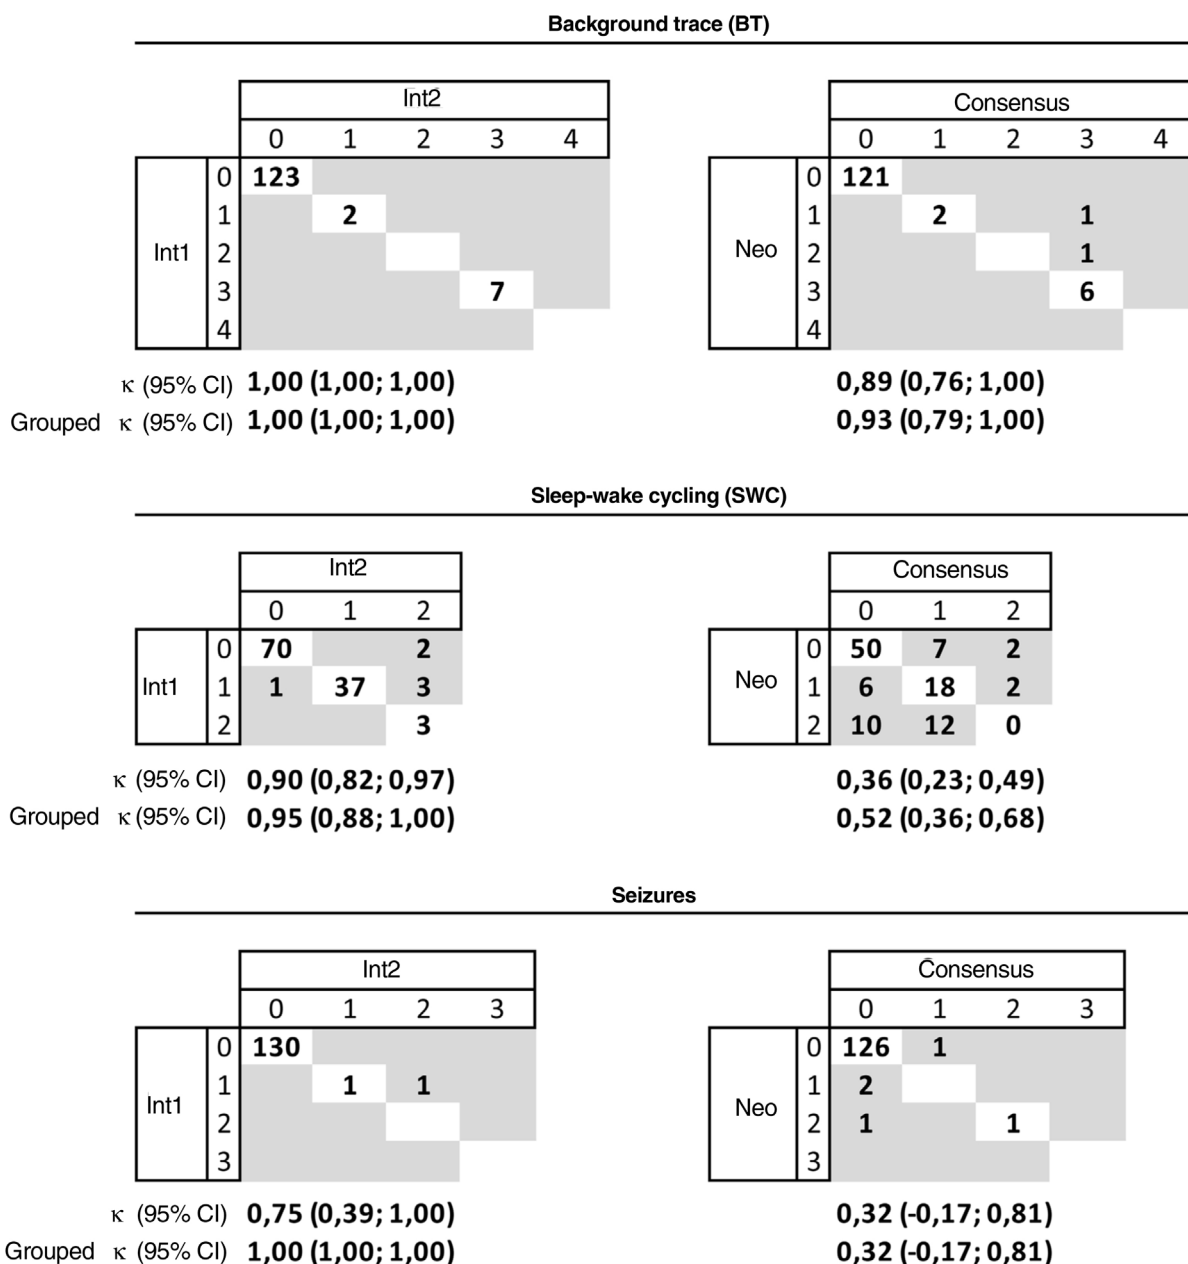 Background trace (BT)
Int2 Consensus
0 1 2 3 4 0 1 2 3 4
0 123 0 121
1 2 1 2 1
Int1 2 Neo 2 1
3 7 3 6
4 4
κ (95% CI) 1,00 (1,00; 1,00) 0,89 (0,76; 1,00)
Grouped κ (95% CI) 1,00 (1,00; 1,00) 0,93 (0,79; 1,00)
Sleep-wake cycling (SWC)
Int2 Consensus
0 1 2 0 1 2
0 70 2 0 50 7 2
Int1 1 1 37 3 Neo 1 6 18 2
2 3 2 10 12 0
κ (95% CI) 0,90 (0,82; 0,97) 0,36 (0,23; 0,49)
Grouped κ (95% CI) 0,95 (0,88; 1,00) 0,52 (0,36; 0,68)
Seizures
Int2 Consensus
0 1 2 3 0 1 2 3
0 130 0 126 1
Int1 1 1 1 Neo 1 2
2 2 1 1
3 3
κ (95% CI) 0,75 (0,39; 1,00) 0,32 (-0,17; 0,81)
Grouped κ (95% CI) 1,00 (1,00; 1,00) 0,32 (-0,17; 0,81)